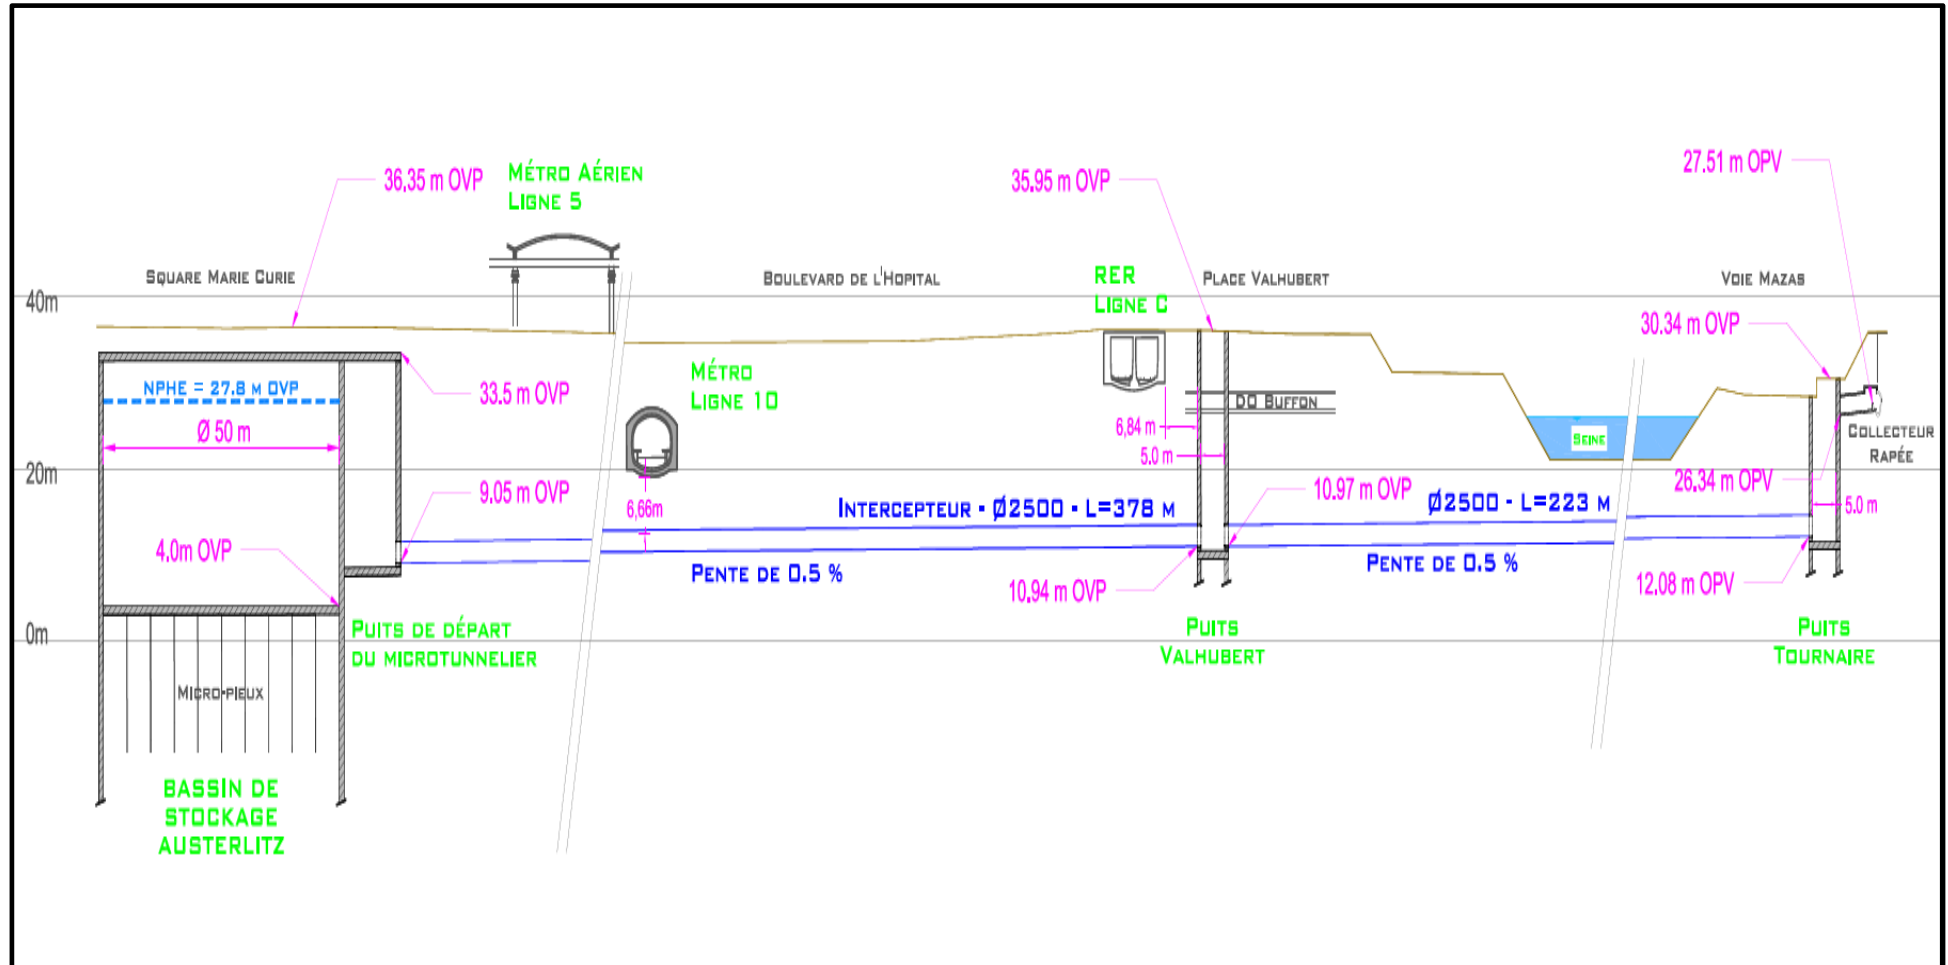 27.51 m OPV
36.35 m OVP
MÉTRO AÉRIEN
LIGNE 5
35.95 m OVP
SQUARE MARIE CURIE
BOULEVARD DE L'HOPITAL
RER
LIGNE C
PLACE VALHUBERT
VOIE MAZAS
40m
30.34 m OVP
NPHE = 27.8 M OVP
33.5 m OVP
MÉTRO
LIGNE 10
DO BUFFON
Ø 50 m
6,84 m
5.0 m
SEINE
COLLECTEUR
RAPÉE
20m
9.05 m OVP
6,66m
INTERCEPTEUR - Ø2500 - L=378 M
10.97 m OVP
Ø2500 - L=223 M
26.34 m OPV
5.0 m
4.0m OVP
PENTE DE 0.5 %
10.94 m OVP
PENTE DE 0.5 %
12.08 m OPV
0m
PUITS DE DÉPART
DU MICROTUNNELIER
PUITS
VALHUBERT
PUITS
TOURNAIRE
MICRO-PIEUX
BASSIN DE
STOCKAGE
AUSTERLITZ